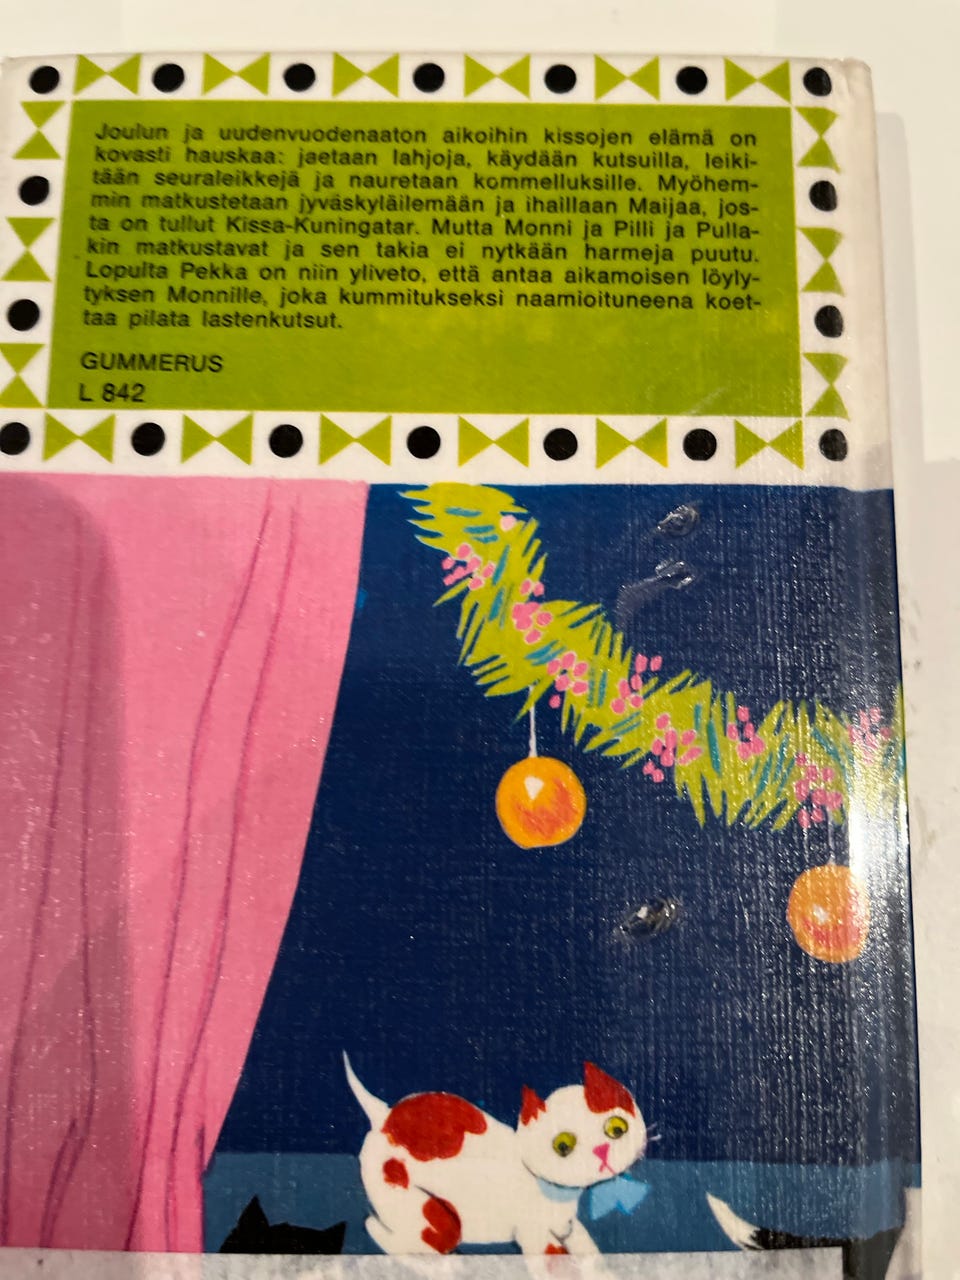 Joulun ja uudenvuodenaaton aikoihin kissojen elämä on
kovasti hauskaa: jaetaan lahjoja, käydään kutsuilla, leiki-
tään seuraleikkejä ja nauretaan kommelluksille. Myöhem-
min matkustetaan jyväskyläilemään ja ihaillaan Maijaa, jos-
ta on tullut Kissa-Kuningatar. Mutta Monni ja Pilli ja Pulla-
kin matkustavat ja sen takia ei nytkään harmeja puutu.
Lopulta Pekka on niin yliveto, että antaa aikamoisen löyly-
tyksen Monnille, joka kummitukseksi naamioituneena koet-
taa pilata lastenkutsut.
GUMMERUS
L 842